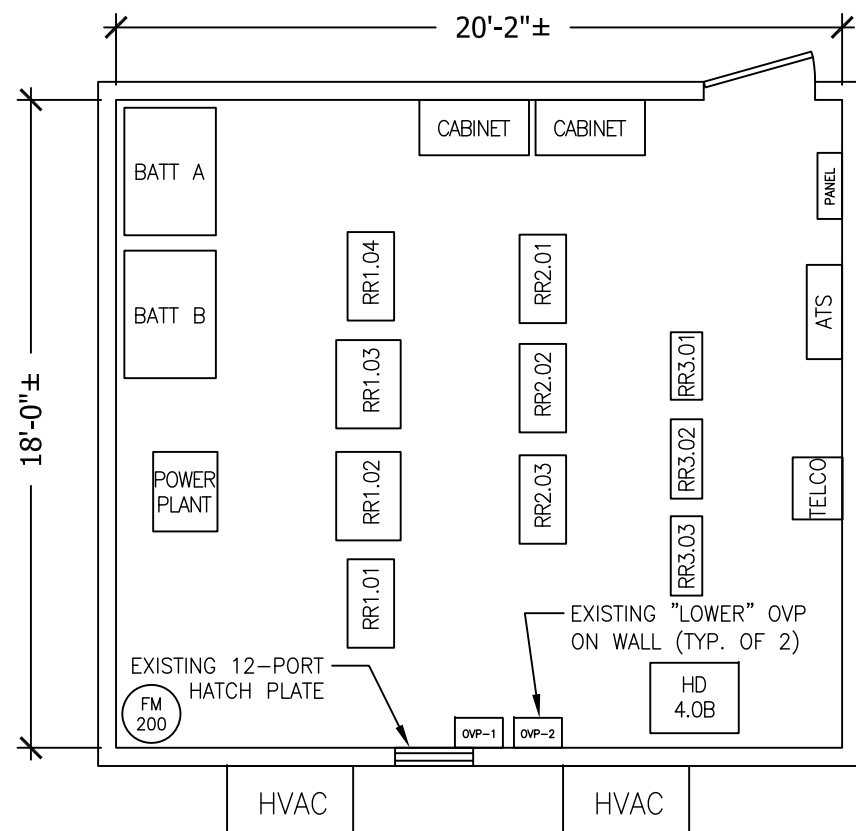 20'-2"±
CABINET
CABINET
BATT A
PANEL
RR1.04
RR2.01
BATT B
ATS
RR1.03
RR2.02
RR3.01
18'-0"±
POWER
PLANT
RR1.02
RR2.03
RR3.02
TELCO
RR3.03
RR1.01
EXISTING "LOWER" OVP
ON WALL (TYP. OF 2)
EXISTING 12-PORT
HATCH PLATE
FM
200
HD
4.0B
OVP-1
OVP-2
HVAC
HVAC